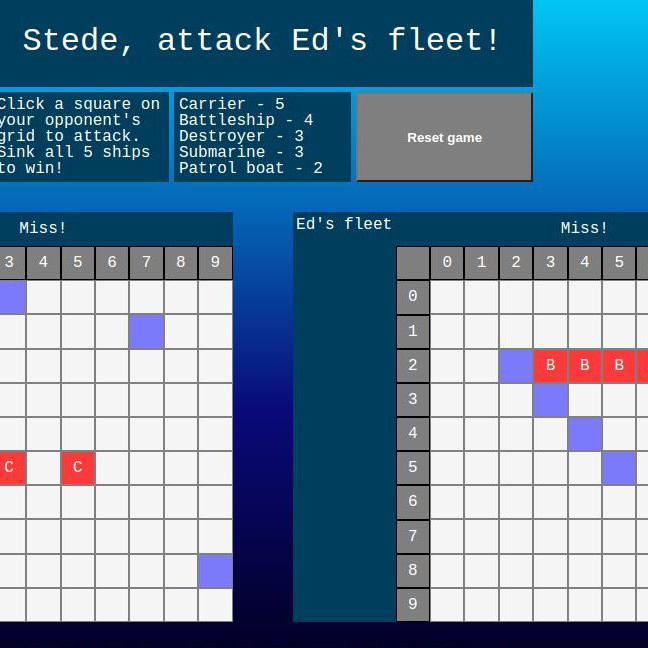 Stede, attack Ed's fleet!
Click a square on
your opponent's
grid to attack.
Sink all 5 ships
to win!
Carrier - 5
Battleship - 4
Destroyer - 3
Submarine - 3
Patrol boat - 2
Reset game
Miss!
3 4 5 6 7 8 9
C C
Ed's fleet
Miss!
0 1 2 3 4 5
0
1
2 B B B
3
4
5
6
7
8
9